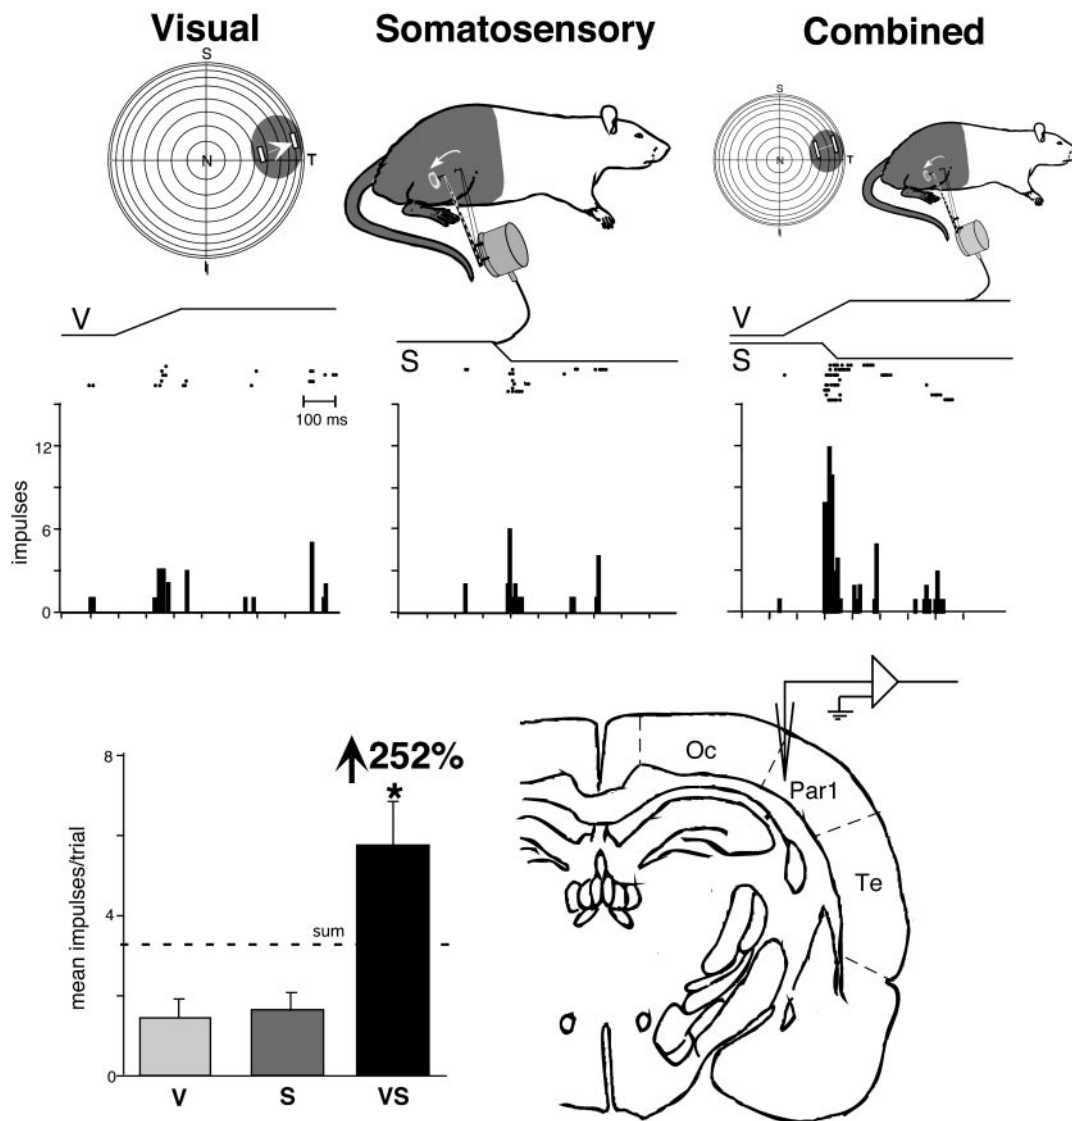 Visual
Somatosensory
Combined
S
N
T
I
S
N
T
I
V
S
V
S
100 ms
impulses
12
6
0
mean impulses/trial
8
4
0
sum
↑252%
*
V
S
VS
Oc
Par1
Te